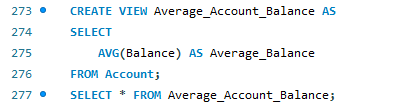 273 CREATE VIEW Average_Account_Balance AS
274 SELECT
275 AVG(Balance) AS Average_Balance
276 FROM Account;
277 SELECT * FROM Average_Account_Balance;